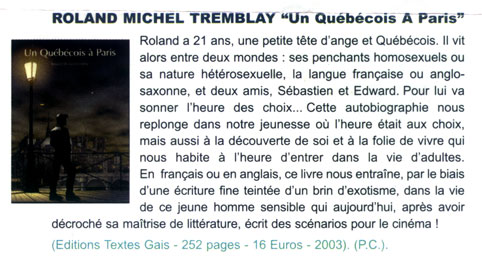 ROLAND MICHEL TREMBLAY “Un Québécois À Paris”
Un Québécois à Paris
Roland a 21 ans, une petite tête d’ange et Québécois. Il vit
alors entre deux mondes : ses penchants homosexuels ou
sa nature hétérosexuelle, la langue française ou anglo-
saxonne, et deux amis, Sébastien et Edward. Pour lui va
sonner l’heure des choix... Cette autobiographie nous
replonge dans notre jeunesse où l’heure était aux choix,
mais aussi à la découverte de soi et à la folie de vivre qui
nous habite à l’heure d’entrer dans la vie d’adultes.
En français ou en anglais, ce livre nous entraîne, par le biais
d’une écriture fine teintée d’un brin d’exotisme, dans la vie
de ce jeune homme sensible qui aujourd’hui, après avoir
décroché sa maîtrise de littérature, écrit des scénarios pour le cinéma !
(Editions Textes Gais - 252 pages - 16 Euros - 2003). (P.C.).